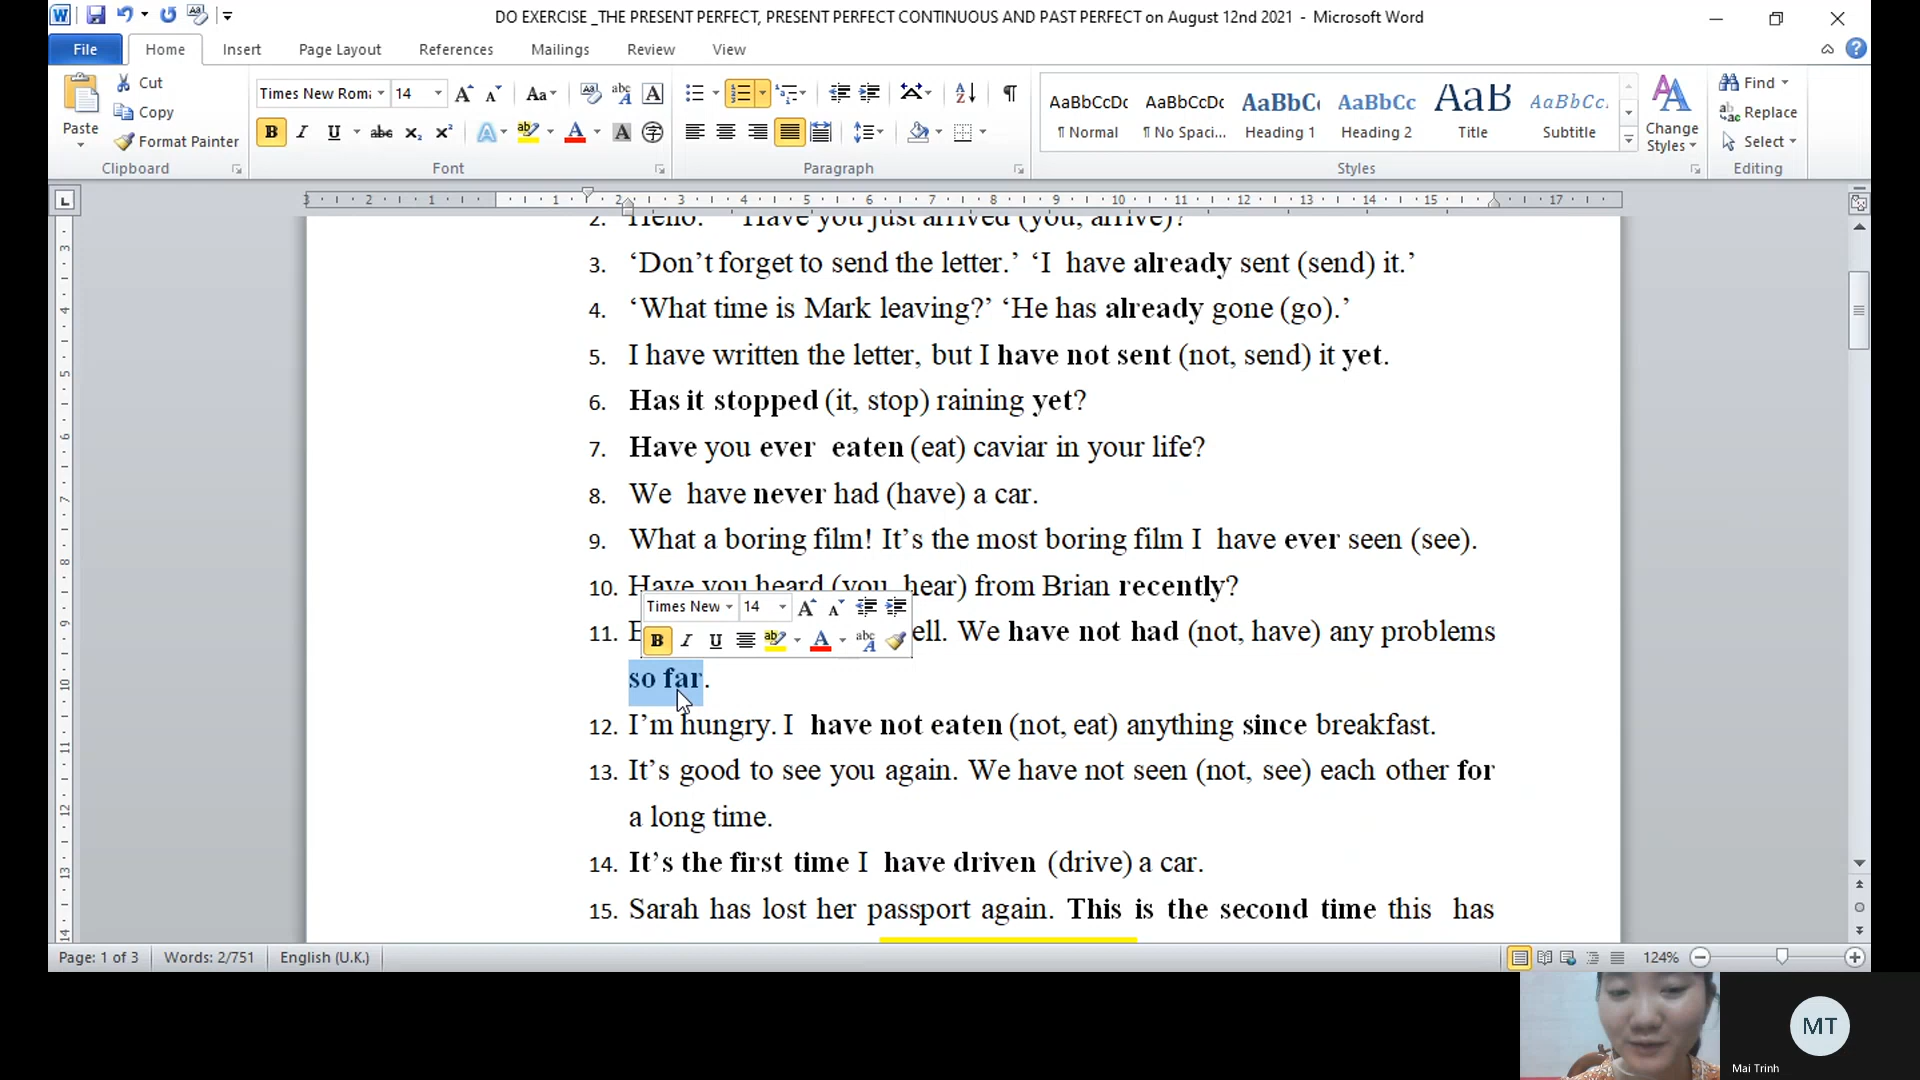 DO EXERCISE _THE PRESENT PERFECT, PRESENT PERFECT CONTINUOUS AND PAST PERFECT on August 12nd 2021 - Microsoft Word
File Home Insert Page Layout References Mailings Review View
Cut
Copy
Format Painter
Paste
Clipboard
Times New Roma 14
Font
Paragraph
AaBbCcDc AaBbCcDc AaBbC AaBbCc AaB AaBbCc.
¶ Normal ¶ No Spaci... Heading 1 Heading 2 Title Subtitle
Styles
Change Styles
Find
Replace
Select
Editing
2. Hello. Have you just arrived (you, arrive)?
3. ‘Don’t forget to send the letter.’ ‘I have already sent (send) it.’
4. ‘What time is Mark leaving?’ ‘He has already gone (go).’
5. I have written the letter, but I have not sent (not, send) it yet.
6. Has it stopped (it, stop) raining yet?
7. Have you ever eaten (eat) caviar in your life?
8. We have never had (have) a car.
9. What a boring film! It’s the most boring film I have ever seen (see).
10. Have you heard (you, hear) from Brian recently?
Times New 14
11. E ell. We have not had (not, have) any problems
so far.
12. I’m hungry. I have not eaten (not, eat) anything since breakfast.
13. It’s good to see you again. We have not seen (not, see) each other for
a long time.
14. It’s the first time I have driven (drive) a car.
15. Sarah has lost her passport again. This is the second time this has
Page: 1 of 3 Words: 2/751 English (U.K.) 124%
MT
Mai Trinh